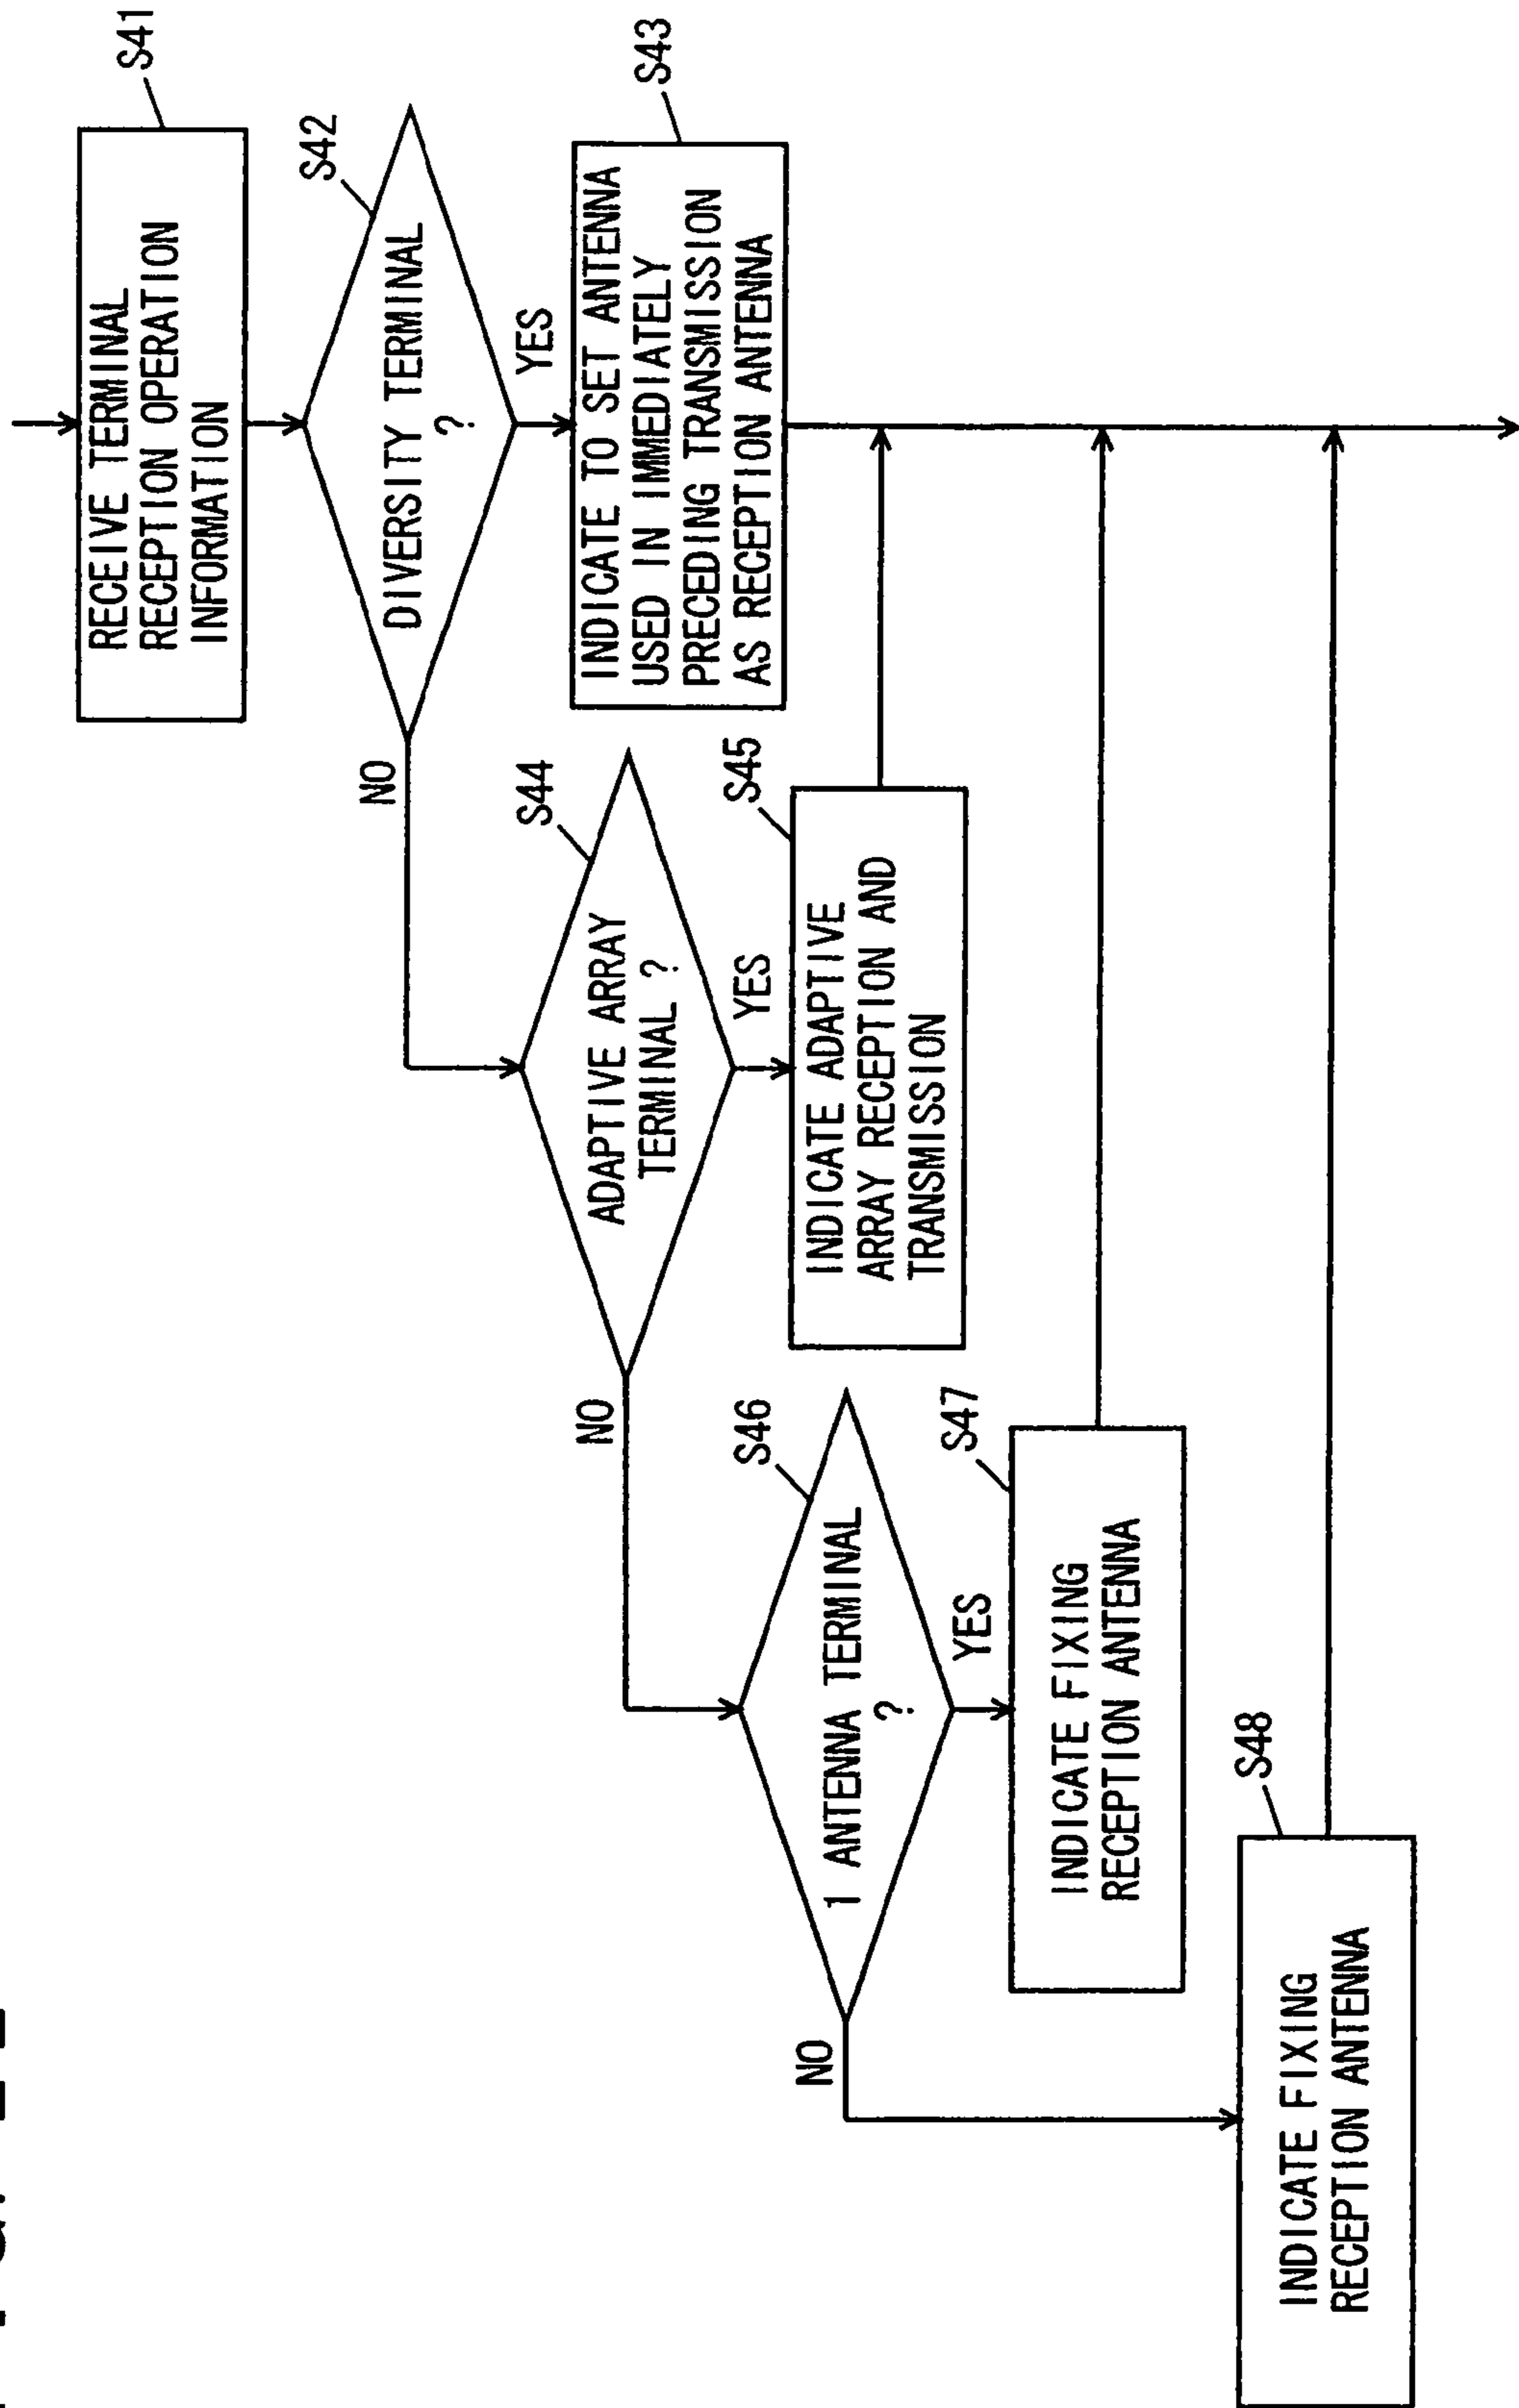 RECEIVE TERMINAL
RECEPTION OPERATION
INFORMATION
S41
DIVERSITY TERMINAL
?
S42
YES
NO
INDICATE TO SET ANTENNA
USED IN IMMEDIATELY
PRECEDING TRANSMISSION
AS RECEPTION ANTENNA
S43
ADAPTIVE ARRAY
TERMINAL ?
S44
YES
NO
INDICATE ADAPTIVE
ARRAY RECEPTION AND
TRANSMISSION
S45
1 ANTENNA TERMINAL
?
S46
YES
NO
INDICATE FIXING
RECEPTION ANTENNA
S47
INDICATE FIXING
RECEPTION ANTENNA
S48